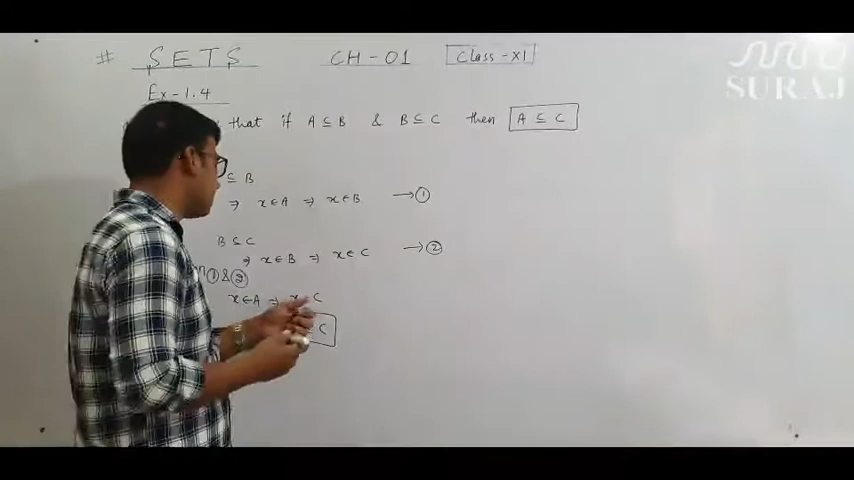 # SETS CH-01 Class-XI
SURAJ
Ex-1.4
that if A ⊆ B & B ⊆ C then A ⊆ C
⊆ B
⇒ x∈A ⇒ x∈B → ①
B ⊆ C
⇒ x∈B ⇒ x∈C → ②
① & ②
x∈A ⇒ x C
C